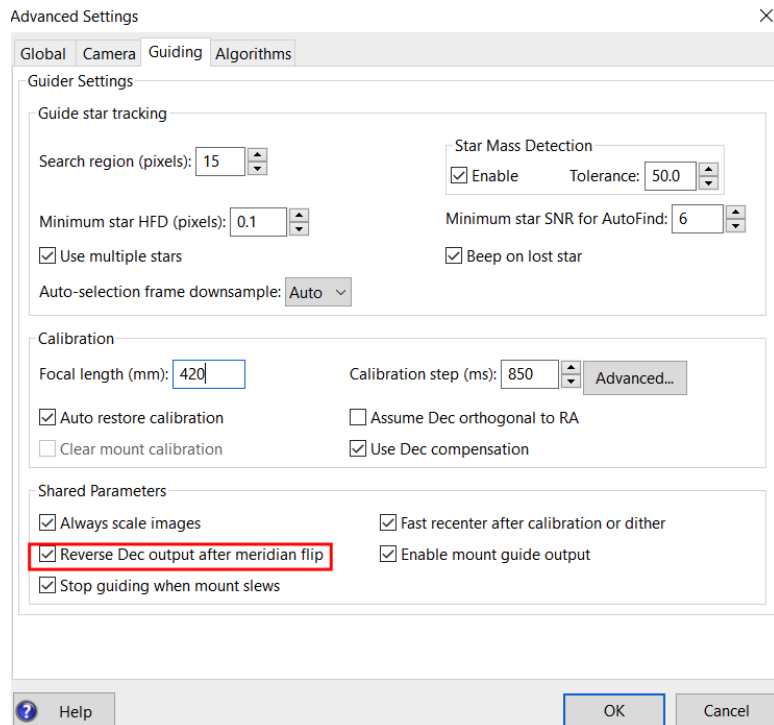 Advanced Settings
Global Camera Guiding Algorithms
Guider Settings
Guide star tracking
Search region (pixels): 15
Star Mass Detection
Enable Tolerance: 50.0
Minimum star HFD (pixels): 0.1
Minimum star SNR for AutoFind: 6
Use multiple stars
Beep on lost star
Auto-selection frame downsample: Auto
Calibration
Focal length (mm): 420
Calibration step (ms): 850 Advanced...
Auto restore calibration
Assume Dec orthogonal to RA
Clear mount calibration
Use Dec compensation
Shared Parameters
Always scale images
Fast recenter after calibration or dither
Reverse Dec output after meridian flip
Enable mount guide output
Stop guiding when mount slews
? Help
OK
Cancel